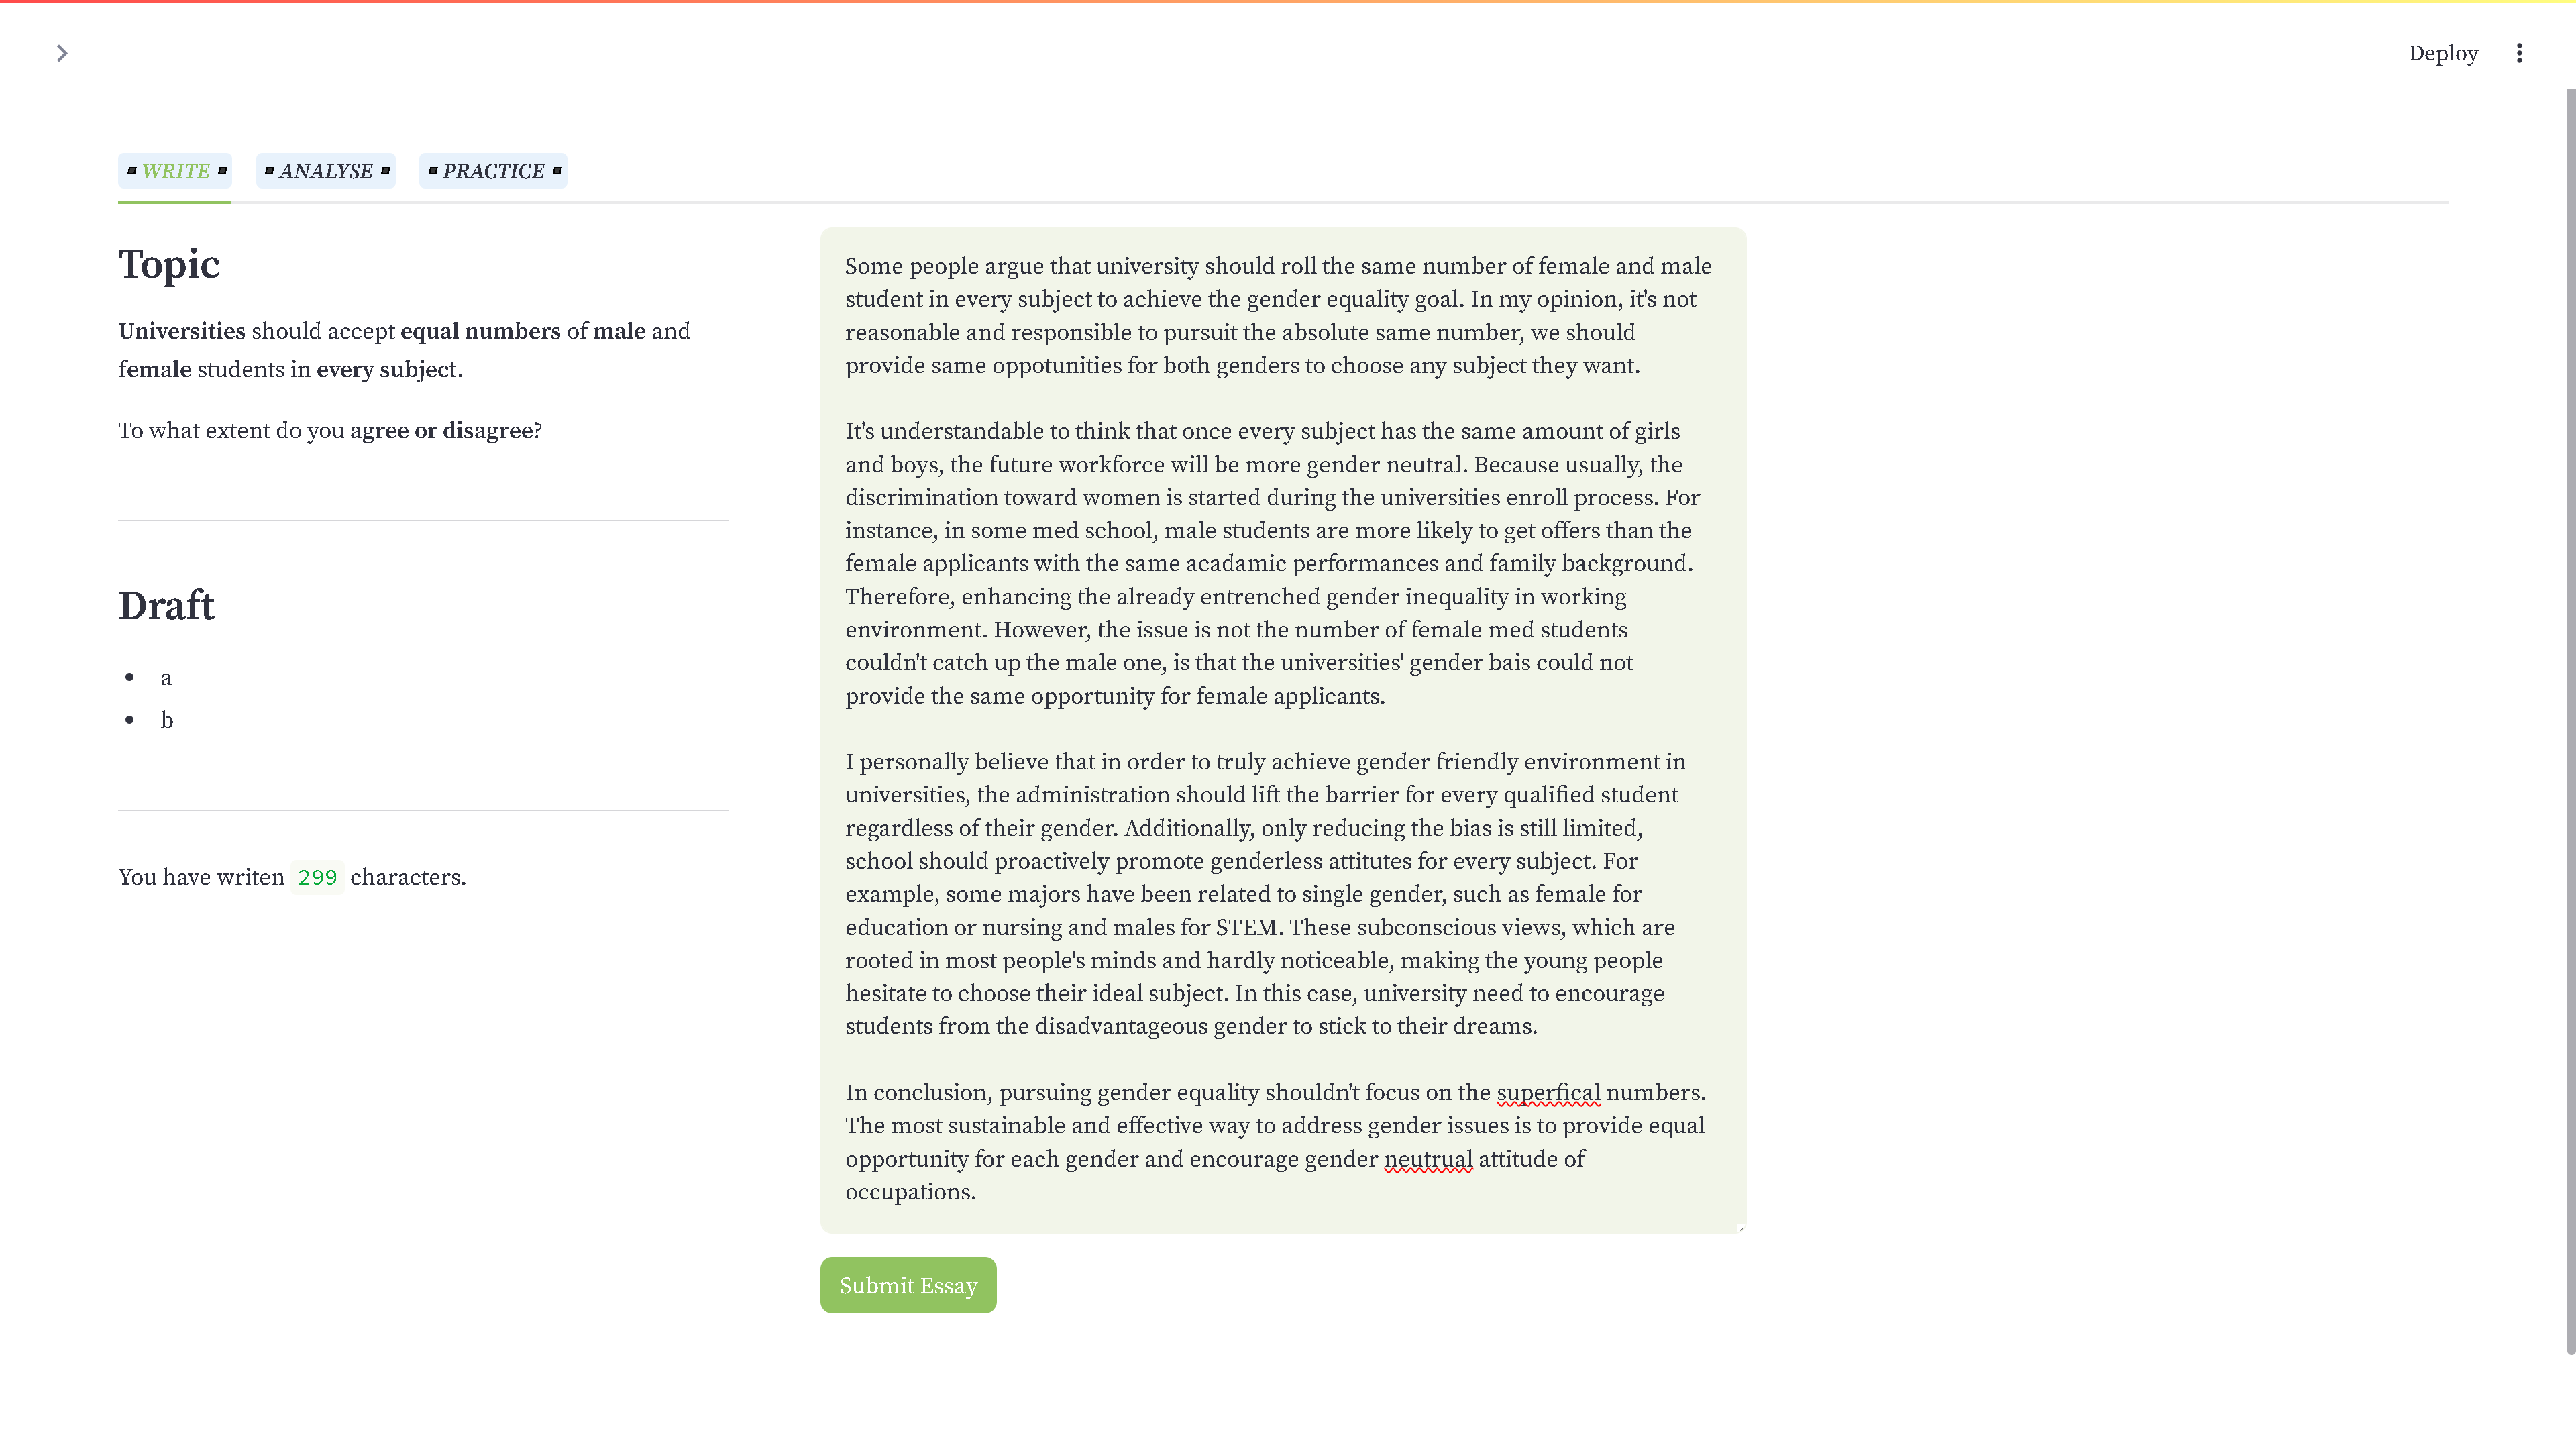 Deploy
WRITE
ANALYSE
PRACTICE
Topic
Universities should accept equal numbers of male and
female students in every subject.
To what extent do you agree or disagree?
Draft
• a
• b
You have writen 299 characters.
Some people argue that university should roll the same number of female and male
student in every subject to achieve the gender equality goal. In my opinion, it's not
reasonable and responsible to pursuit the absolute same number, we should
provide same oppotunities for both genders to choose any subject they want.
It's understandable to think that once every subject has the same amount of girls
and boys, the future workforce will be more gender neutral. Because usually, the
discrimination toward women is started during the universities enroll process. For
instance, in some med school, male students are more likely to get offers than the
female applicants with the same acadamic performances and family background.
Therefore, enhancing the already entrenched gender inequality in working
environment. However, the issue is not the number of female med students
couldn't catch up the male one, is that the universities' gender bais could not
provide the same opportunity for female applicants.
I personally believe that in order to truly achieve gender friendly environment in
universities, the administration should lift the barrier for every qualified student
regardless of their gender. Additionally, only reducing the bias is still limited,
school should proactively promote genderless attitutes for every subject. For
example, some majors have been related to single gender, such as female for
education or nursing and males for STEM. These subconscious views, which are
rooted in most people's minds and hardly noticeable, making the young people
hesitate to choose their ideal subject. In this case, university need to encourage
students from the disadvantageous gender to stick to their dreams.
In conclusion, pursuing gender equality shouldn't focus on the superfical numbers.
The most sustainable and effective way to address gender issues is to provide equal
opportunity for each gender and encourage gender neutrual attitude of
occupations.
Submit Essay